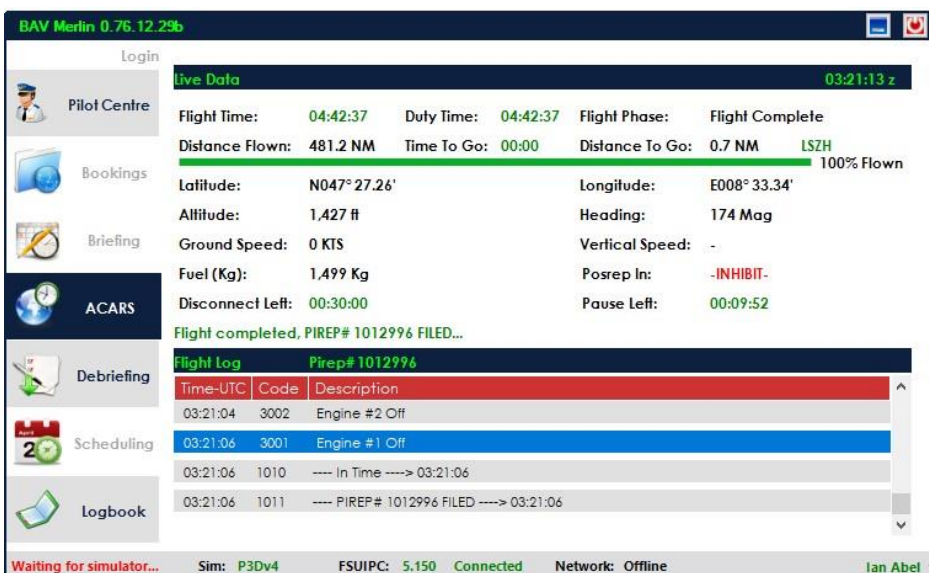 BAV Merlin 0.76.12.29b
Login
Pilot Centre
Bookings
Briefing
ACARS
Debriefing
April
2
Scheduling
Logbook
Live Data 03:21:13 z
Flight Time: 04:42:37 Duty Time: 04:42:37 Flight Phase: Flight Complete
Distance Flown: 481.2 NM Time To Go: 00:00 Distance To Go: 0.7 NM LSZH
100% Flown
Latitude: N047° 27.26' Longitude: E008° 33.34'
Altitude: 1,427 ft Heading: 174 Mag
Ground Speed: 0 KTS Vertical Speed: -
Fuel (Kg): 1,499 Kg Posrep In: -INHIBIT-
Disconnect Left: 00:30:00 Pause Left: 00:09:52
Flight completed, PIREP# 1012996 FILED...
Flight Log Pirep# 1012996
Time-UTC Code Description
03:21:04 3002 Engine #2 Off
03:21:06 3001 Engine #1 Off
03:21:06 1010 ---- In Time ----> 03:21:06
03:21:06 1011 ---- PIREP# 1012996 FILED ----> 03:21:06
Waiting for simulator... Sim: P3Dv4 FSUIPC: 5.150 Connected Network: Offline Ian Abel